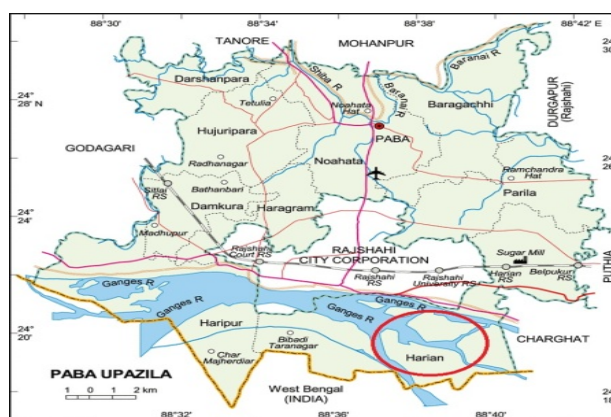 88°30'
88°34'
88°38'
88°42' E
TANORE
MOHANPUR
Darshanpara
Shiba R
Baranai R
Baranai R
24
28' N
Tetulia
Noahata
Hat
Baragachhi
DURGAPUR
(Rajshahi)
PABA
Hujuripara
GODAGARI
Radhanagar
Noahata
Ramchandra
Hat
Sitlai
RS
Bathanbari
Parila
Damkura
Haragram
24
24'
Madhupur
Rajshahi
Court RS
RAJSHAHI
CITY CORPORATION
Sugar Mill
PUTHIA
Rajshahi
RS
Rajshahi
University RS
Harian
RS
Belpukuri RS
Ganges R
Ganges R
Ganges R
Ganges R
24
20'
Haripur
Bibadi
Taranagar
Harian
CHARGHAT
Char
Majherdiar
PABA UPAZILA
1 0 1 2 km
West Bengal
(INDIA)
88°32'
88°36'
88°40'